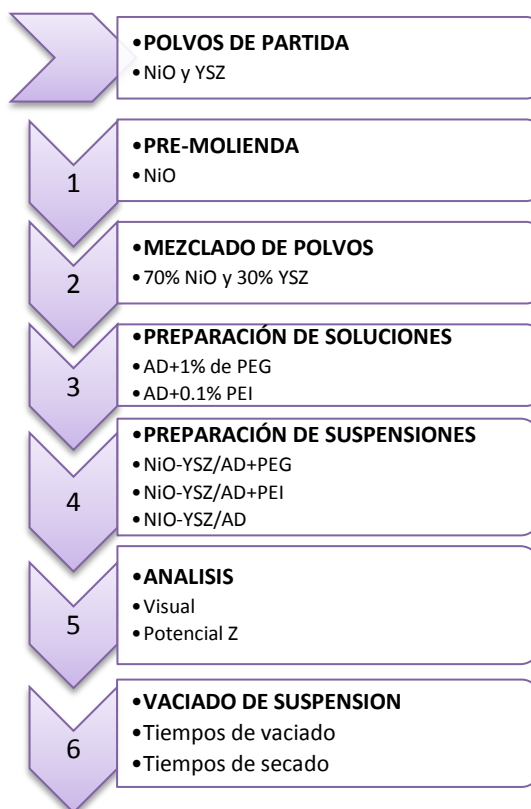 •POLVOS DE PARTIDA
•NiO y YSZ
1
•PRE-MOLIENDA
•NiO
2
•MEZCLADO DE POLVOS
•70% NiO y 30% YSZ
3
•PREPARACIÓN DE SOLUCIONES
•AD+1% de PEG
•AD+0.1% PEI
4
•PREPARACIÓN DE SUSPENSIONES
•NiO-YSZ/AD+PEG
•NiO-YSZ/AD+PEI
•NIO-YSZ/AD
5
•ANALISIS
•Visual
•Potencial Z
6
•VACIADO DE SUSPENSION
•Tiempos de vaciado
•Tiempos de secado